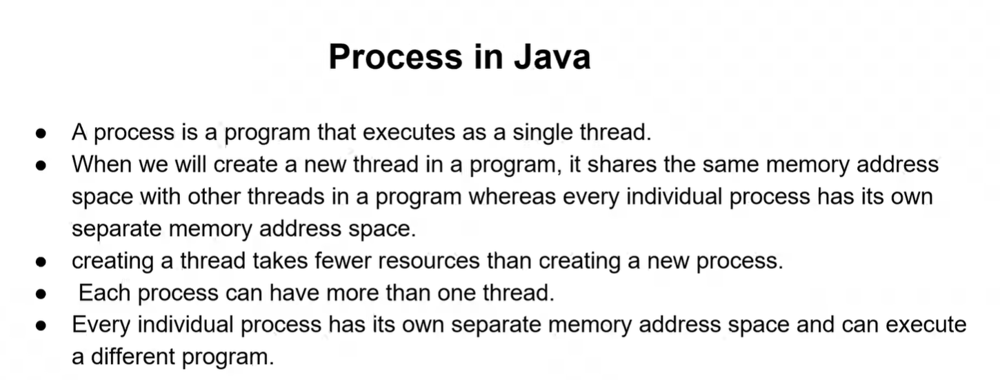 Process in Java
● A process is a program that executes as a single thread.
● When we will create a new thread in a program, it shares the same memory address
space with other threads in a program whereas every individual process has its own
separate memory address space.
● creating a thread takes fewer resources than creating a new process.
● Each process can have more than one thread.
● Every individual process has its own separate memory address space and can execute
a different program.